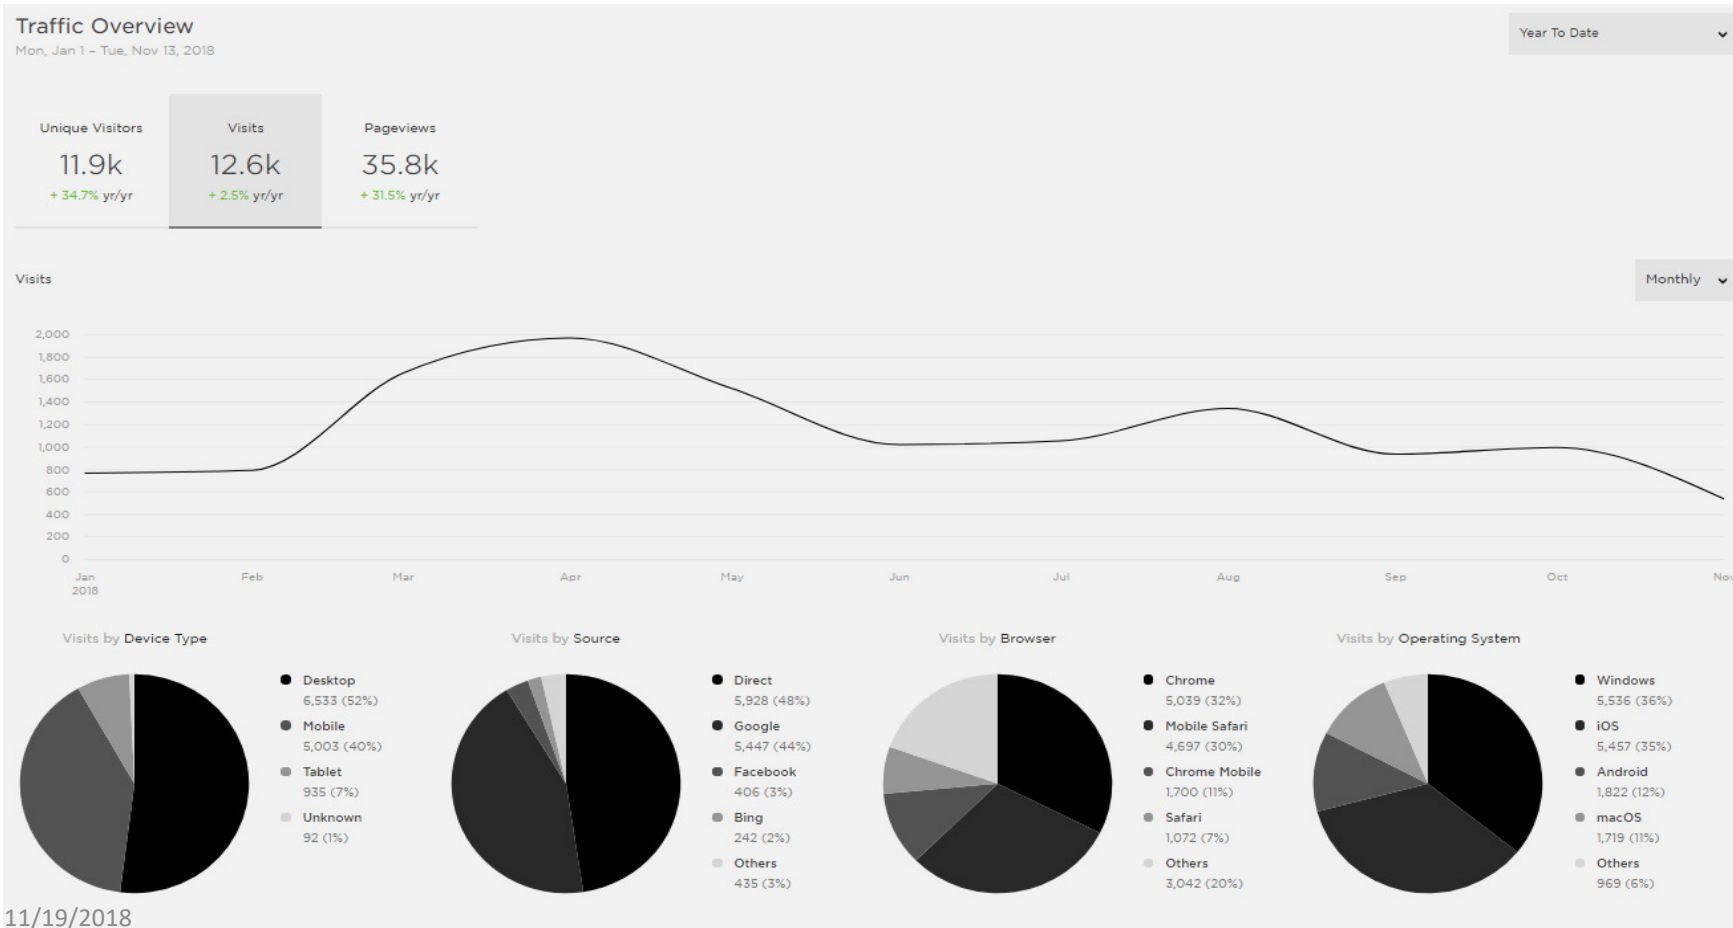 Traffic Overview
Mon, Jan 1 – Tue, Nov 13, 2018
Year To Date
Unique Visitors
11.9k
+ 34.7% yr/yr
Visits
12.6k
+ 2.5% yr/yr
Pageviews
35.8k
+ 31.5% yr/yr
Visits
Monthly
2,000
1,800
1,600
1,400
1,200
1,000
800
600
400
200
0
Jan
2018
Feb
Mar
Apr
May
Jun
Jul
Aug
Sep
Oct
Nov
Visits by Device Type
Desktop
6,533 (52%)
Mobile
5,003 (40%)
Tablet
935 (7%)
Unknown
92 (1%)
Visits by Source
Direct
5,928 (48%)
Google
5,447 (44%)
Facebook
406 (3%)
Bing
242 (2%)
Others
435 (3%)
Visits by Browser
Chrome
5,039 (32%)
Mobile Safari
4,697 (30%)
Chrome Mobile
1,700 (11%)
Safari
1,072 (7%)
Others
3,042 (20%)
Visits by Operating System
Windows
5,536 (36%)
iOS
5,457 (35%)
Android
1,822 (12%)
macOS
1,719 (11%)
Others
969 (6%)
11/19/2018